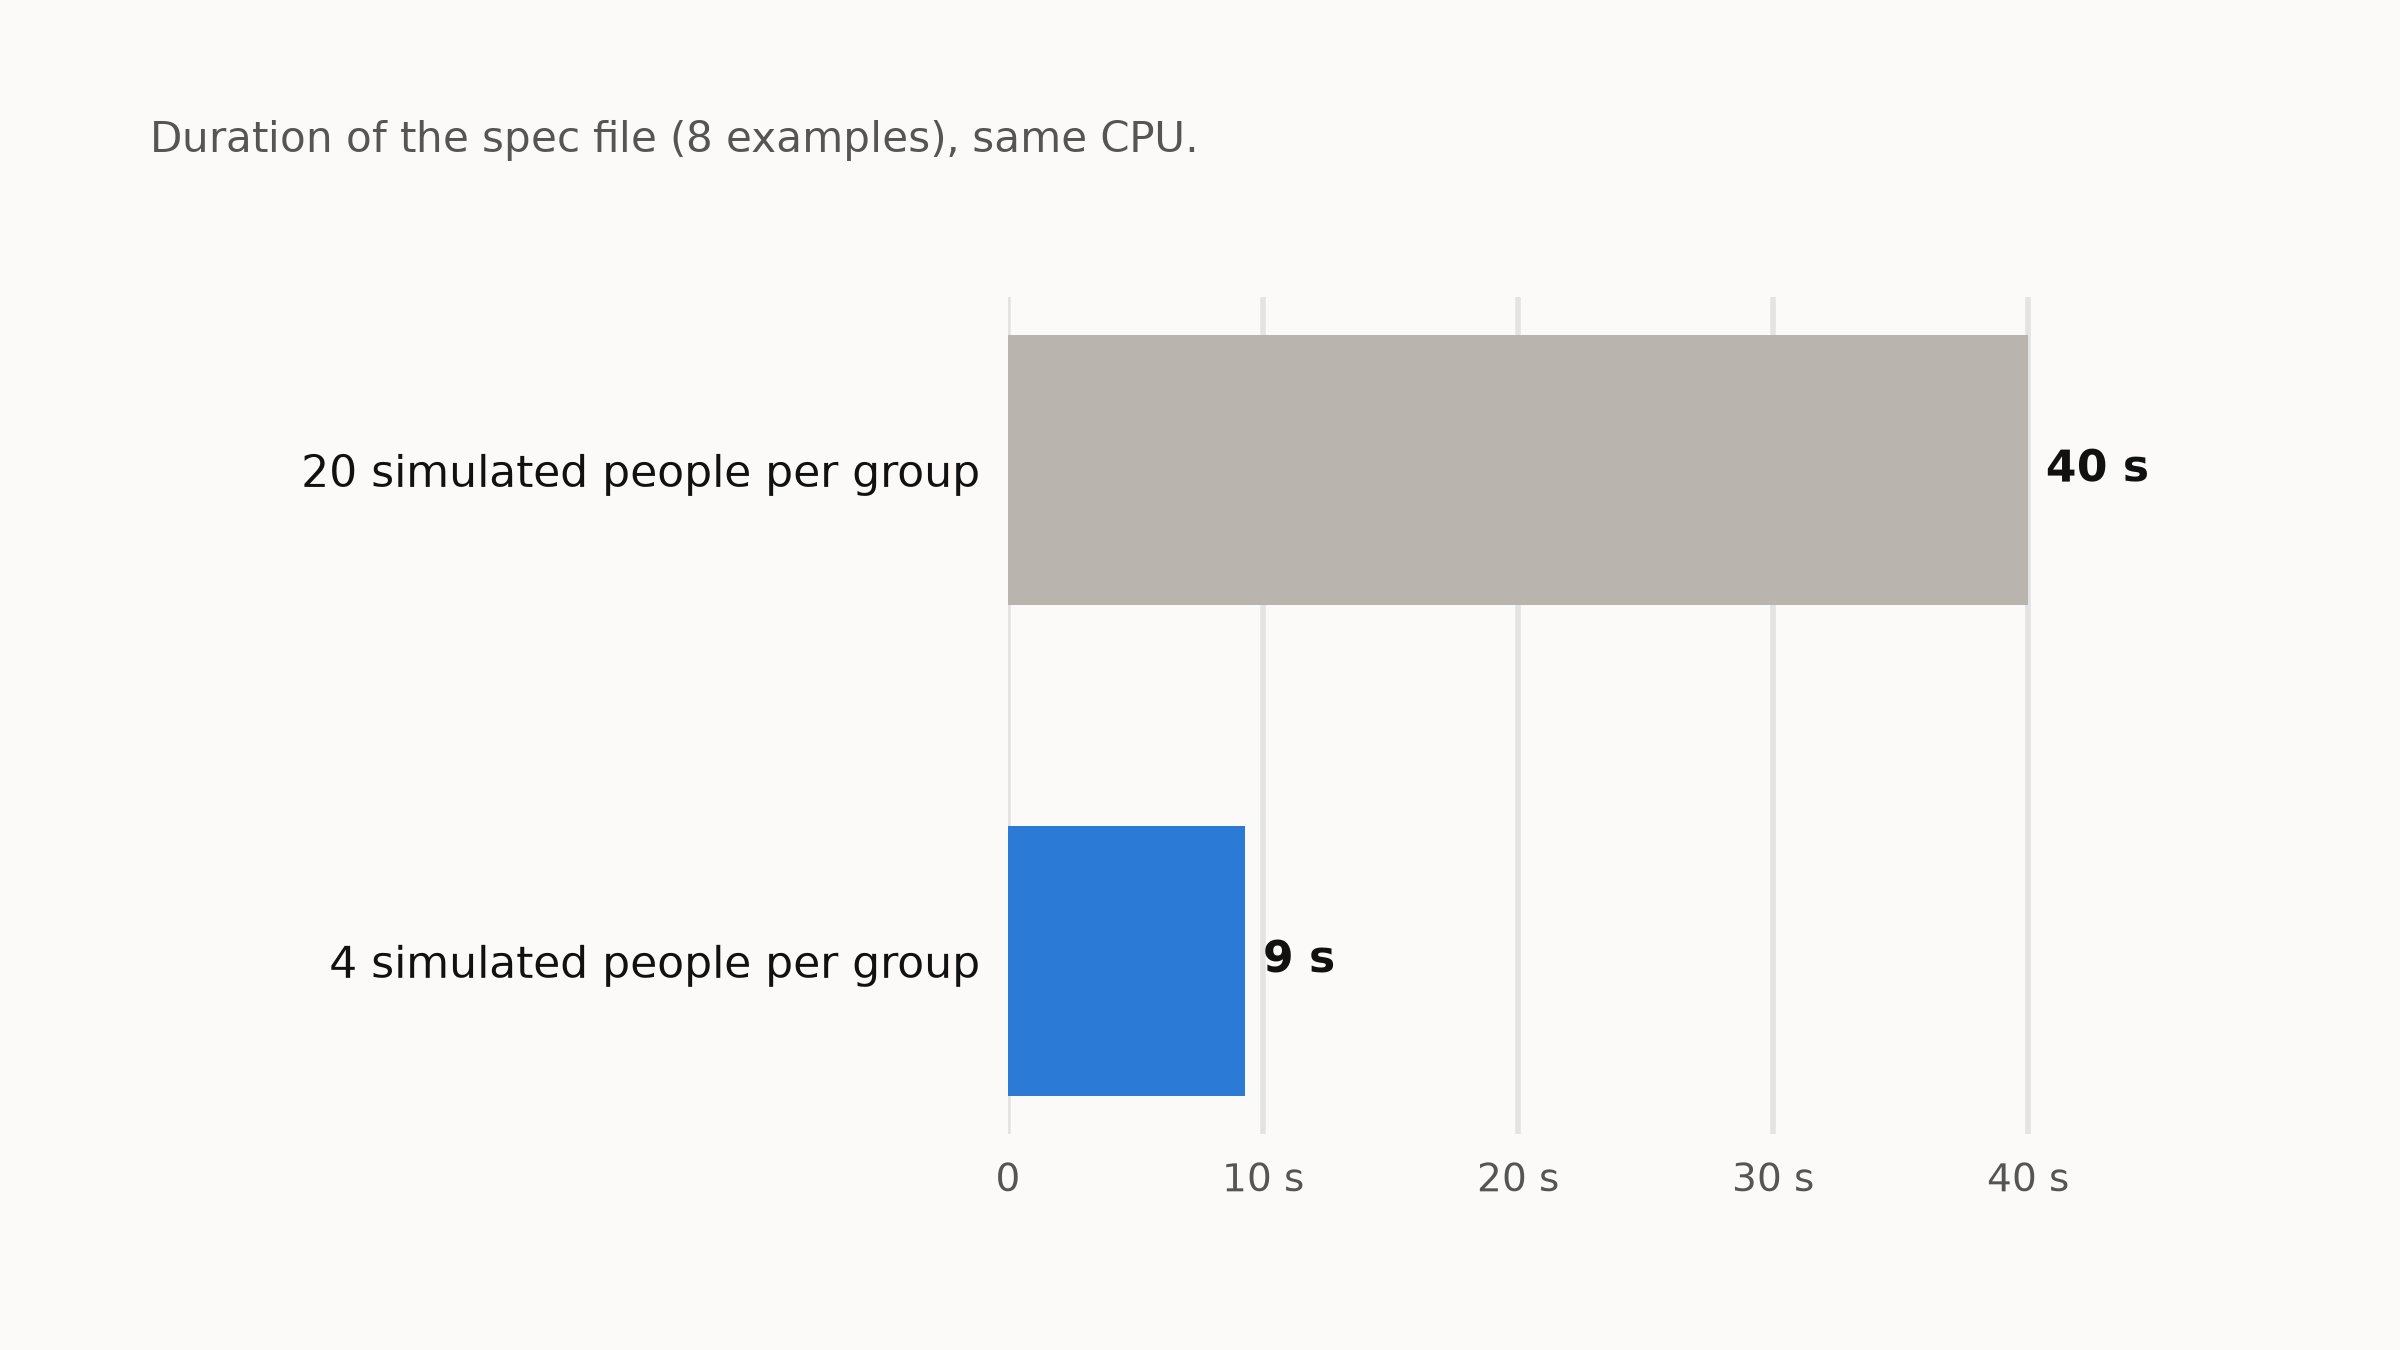 Duration of the spec file (8 examples), same CPU.
20 simulated people per group
40 s
4 simulated people per group
9 s
0
10 s
20 s
30 s
40 s